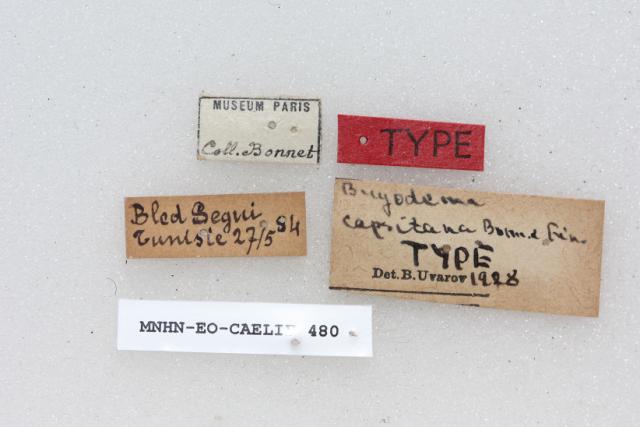 MUSEUM PARIS
Coll. Bonnet
TYPE
Bled Segui
Tunisie 27/5 84
Bryodema
capsitana Bonn. & Fin.
TYPE
Det. B. Uvarov 1928
MNHN-EO-CAELIF 480